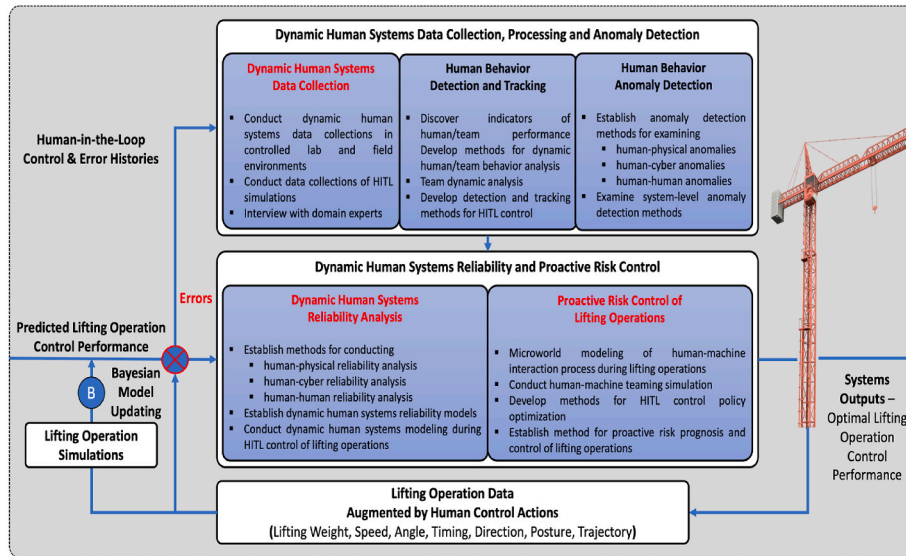 Dynamic Human Systems Data Collection, Processing and Anomaly Detection
Dynamic Human Systems
Data Collection
▪ Conduct dynamic human
systems data collections in
controlled lab and field
environments
▪ Conduct data collections of HITL
simulations
▪ Interview with domain experts
Human Behavior
Detection and Tracking
▪ Discover indicators of
human/team performance
Develop methods for dynamic
human/team behavior analysis
▪ Team dynamic analysis
▪ Develop detection and tracking
methods for HITL control
Human Behavior
Anomaly Detection
▪ Establish anomaly detection
methods for examining
▪ human-physical anomalies
▪ human-cyber anomalies
▪ human-human anomalies
▪ Examine system-level anomaly
detection methods
Human-in-the-Loop
Control & Error Histories
Dynamic Human Systems Reliability and Proactive Risk Control
Errors
Dynamic Human Systems
Reliability Analysis
▪ Establish methods for conducting
▪ human-physical reliability analysis
▪ human-cyber reliability analysis
▪ human-human reliability analysis
▪ Establish dynamic human systems reliability models
▪ Conduct dynamic human systems modeling during
HITL control of lifting operations
Proactive Risk Control of
Lifting Operations
▪ Microworld modeling of human-machine
interaction process during lifting operations
▪ Conduct human-machine teaming simulation
▪ Develop methods for HITL control policy
optimization
▪ Establish method for proactive risk prognosis and
control of lifting operations
Predicted Lifting Operation
Control Performance
B
Bayesian
Model
Updating
Lifting Operation
Simulations
Systems
Outputs –
Optimal Lifting
Operation
Control
Performance
Lifting Operation Data
Augmented by Human Control Actions
(Lifting Weight, Speed, Angle, Timing, Direction, Posture, Trajectory)